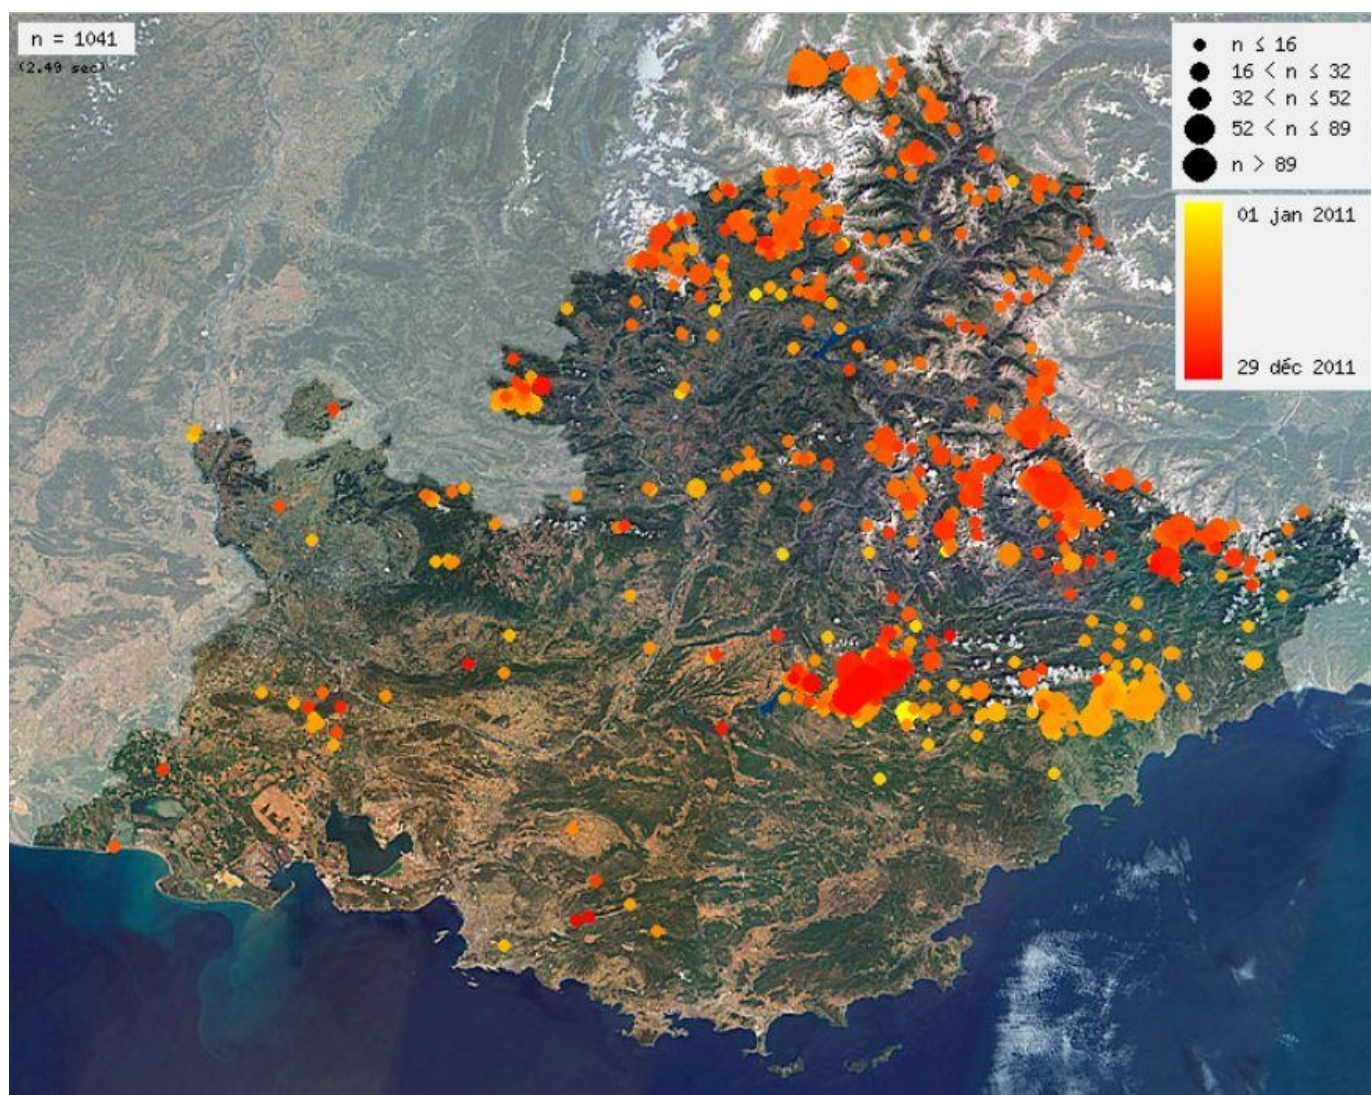 n = 1041
(2.49 sec)
n ≤ 16
16 < n ≤ 32
32 < n ≤ 52
52 < n ≤ 89
n > 89
01 jan 2011
29 déc 2011